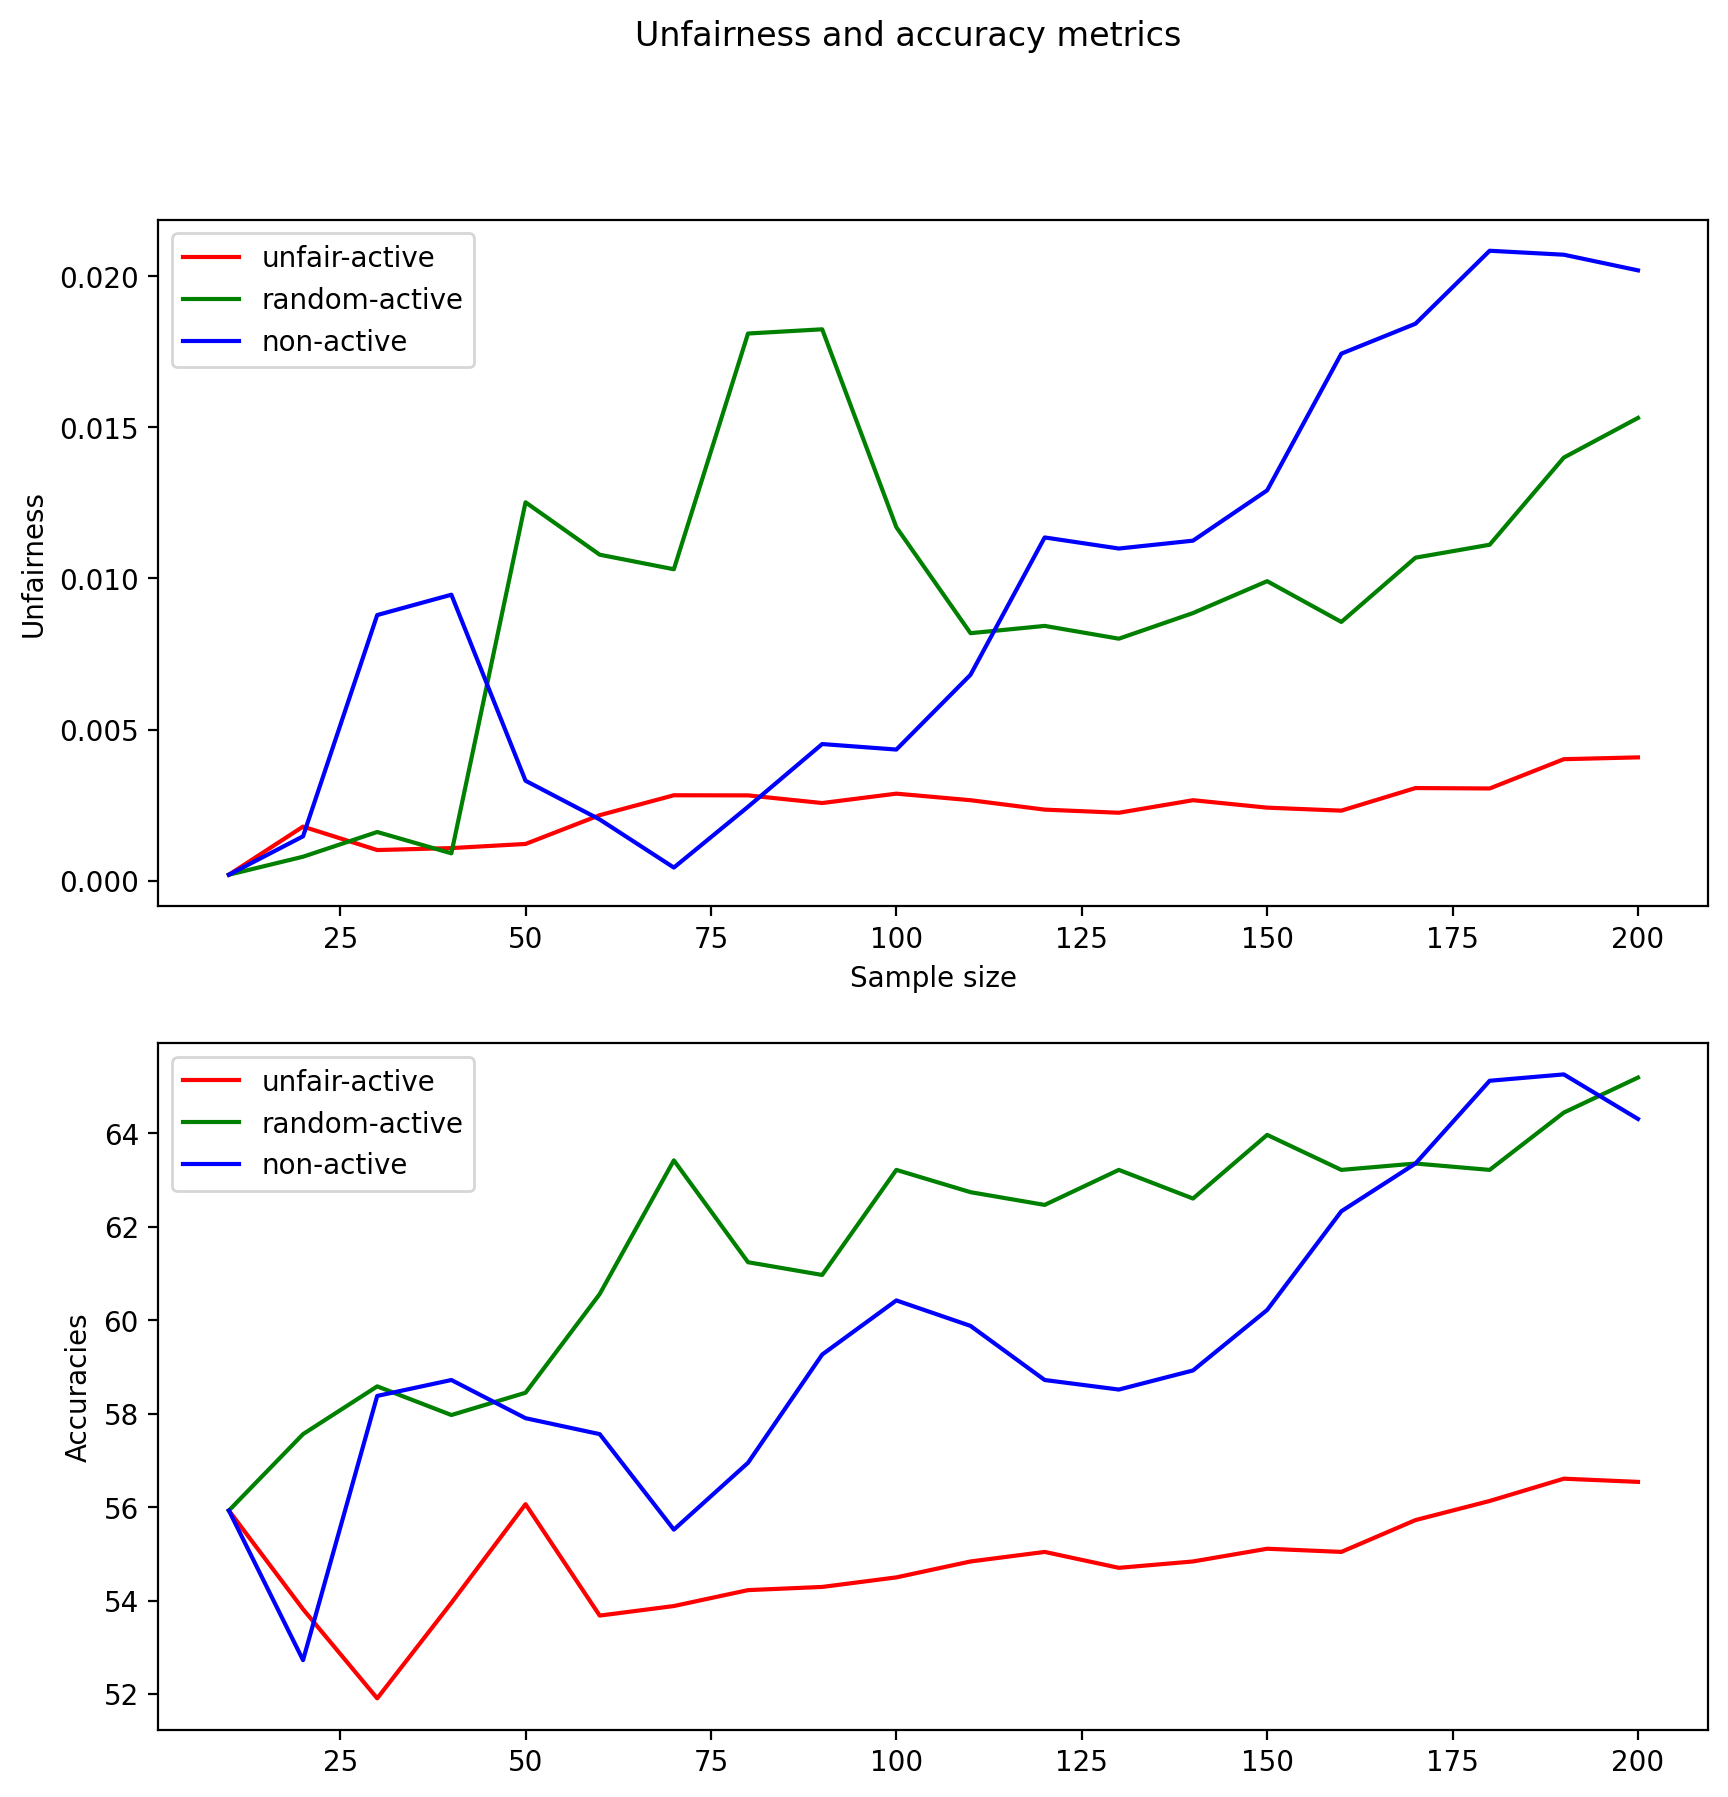 Unfairness and accuracy metrics
unfair-active
random-active
non-active
0.020
0.015
0.010
0.005
0.000
Unfairness
25 50 75 100 125 150 175 200
Sample size
unfair-active
random-active
non-active
64
62
60
58
56
54
52
Accuracies
25 50 75 100 125 150 175 200